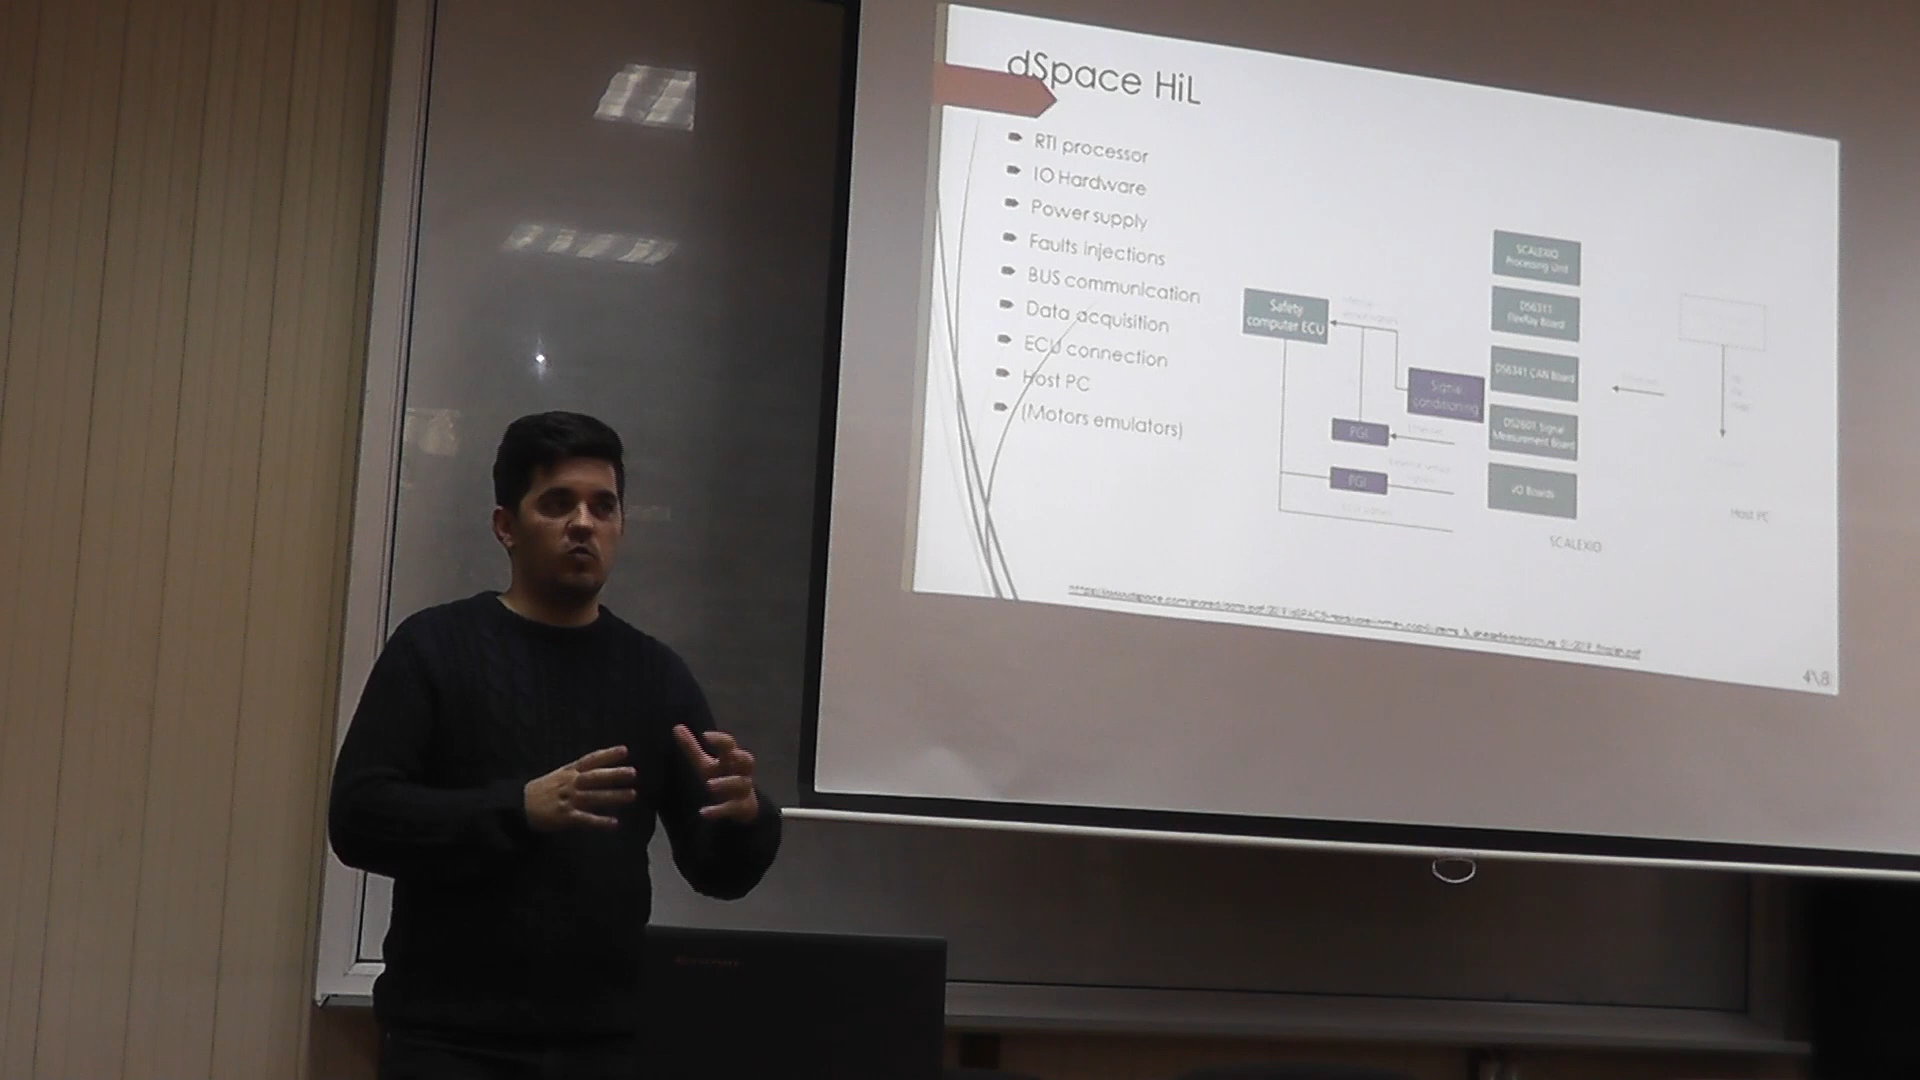 dSpace HiL
RTI processor
IO Hardware
Power supply
Faults injections
BUS communication
Data acquisition
ECU connection
Host PC
(Motors emulators)
Safety
computer ECU
Signal
conditioning
PGI
PGI
SCALEXIO
Processing Unit
DS6311
FlexRay Board
DS6341 CAN Board
DS2601 Signal
Measurement Board
I/O Boards
SCALEXIO
Host PC
4\8